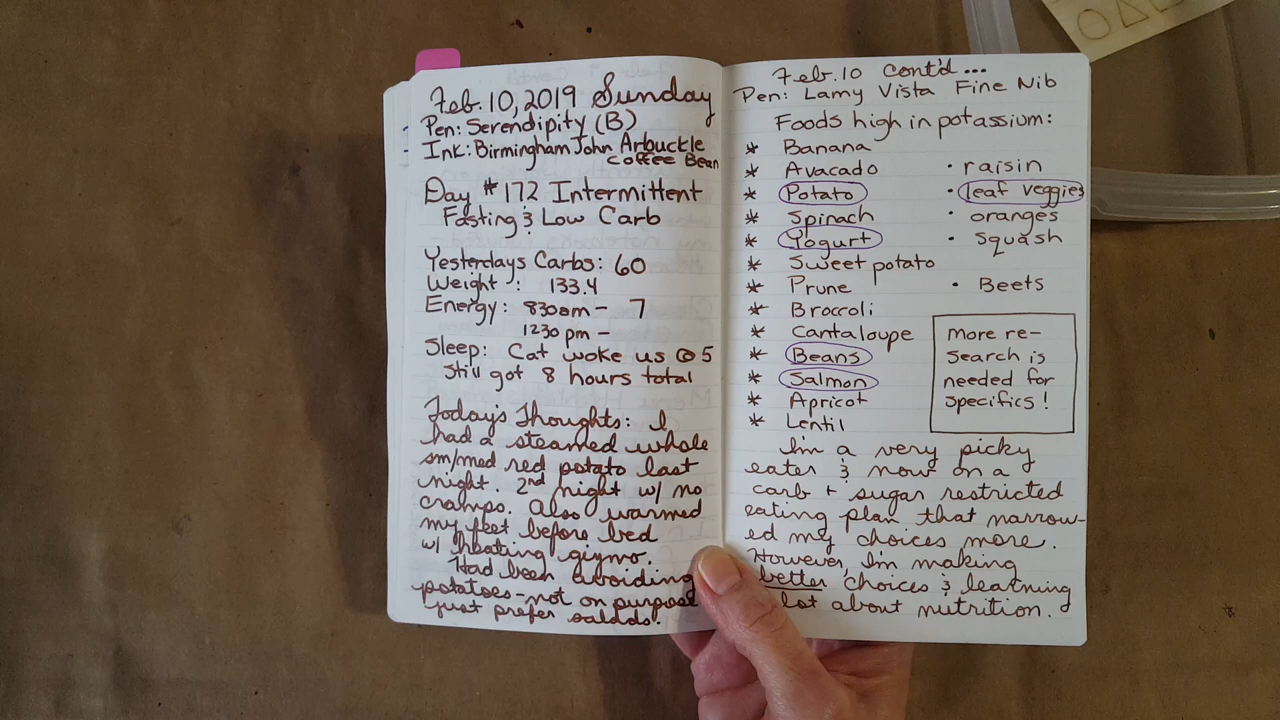 Feb. 10, 2019 Sunday
Pen: Serendipity (B)
Ink: Birmingham John Arbuckle
Coffee Bean
Day #172 Intermittent
Fasting & Low Carb
Yesterdays Carbs: 60
Weight: 133.4
Energy: 830am – 7
1230 pm –
Sleep: Cat woke us @ 5
Still got 8 hours total
Todays Thoughts: I
had a steamed whole
sm/med red potato last
night. 2nd night w/ no
cramps. Also warmed
my feet before bed
w/ heating gizmo.
Had been avoiding
potatoes-not on purpose
just prefer salads.
Feb. 10 Cont'd...
Pen: Lamy Vista Fine Nib
Foods high in potassium:
* Banana
* Avacado
* Potato
* Spinach
* Yogurt
* Sweet potato
* Prune
* Broccoli
* Cantaloupe
* Beans
* Salmon
* Apricot
* Lentil
• raisin
• leaf veggies
• oranges
• Squash
• Beets
More re-
search is
needed for
specifics!
I'm a very picky
eater & now on a
carb + sugar restricted
eating plan that narrow-
ed my choices more.
However, I'm making
better choices & learning
lot about nutrition.